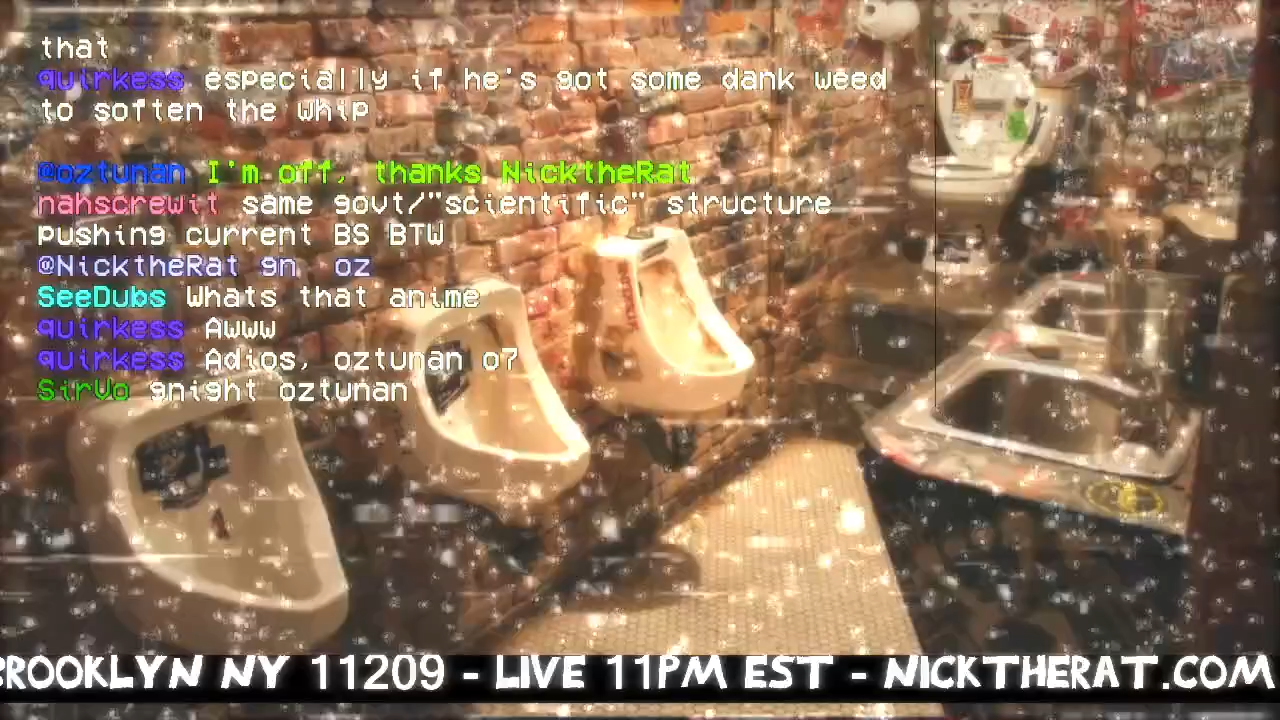 that
quirkess especially if he's got some dank weed
to soften the whip
@oztunan I'm off, thanks NicktheRat
nahscrewit same govt/"scientific" structure
pushing current BS BTW
@NicktheRat gn oz
SeeDubs Whats that anime
quirkess Awww
quirkess Adios, oztunan o7
SirVo gnight oztunan
BROOKLYN NY 11209 - LIVE 11PM EST - NICKTHERAT.COM